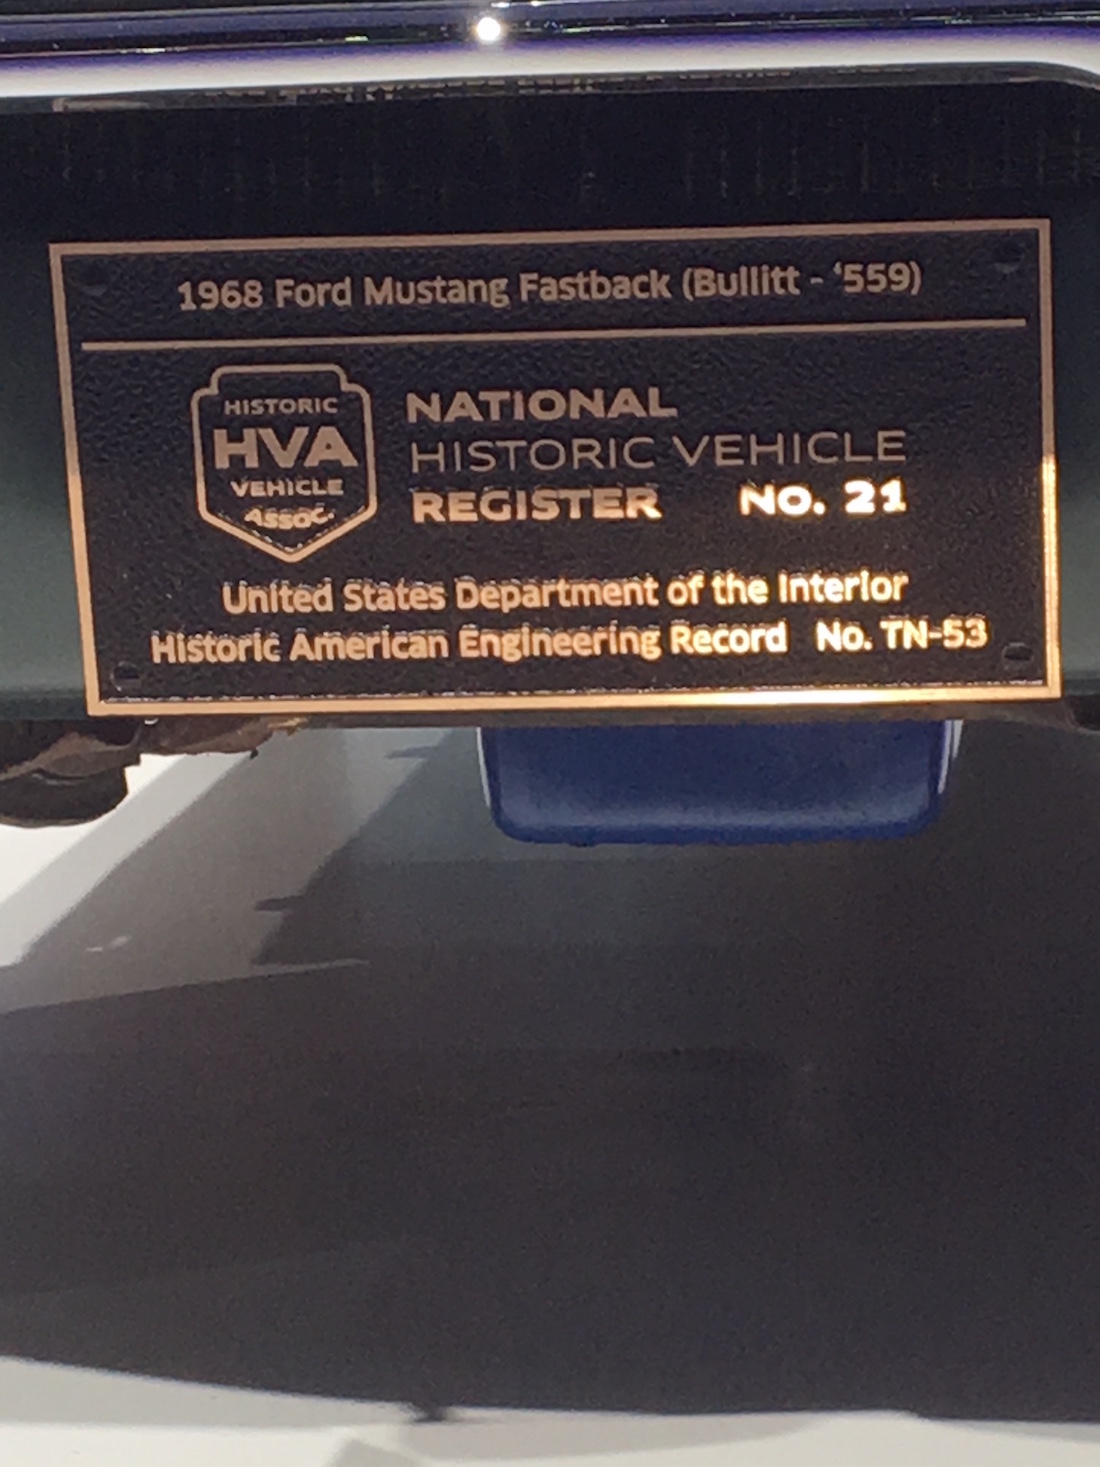 1968 Ford Mustang Fastback (Bullitt - ‘559)
HISTORIC
HVA
VEHICLE
ASSOC.
NATIONAL
HISTORIC VEHICLE
REGISTER NO. 21
United States Department of the Interior
Historic American Engineering Record No. TN-53